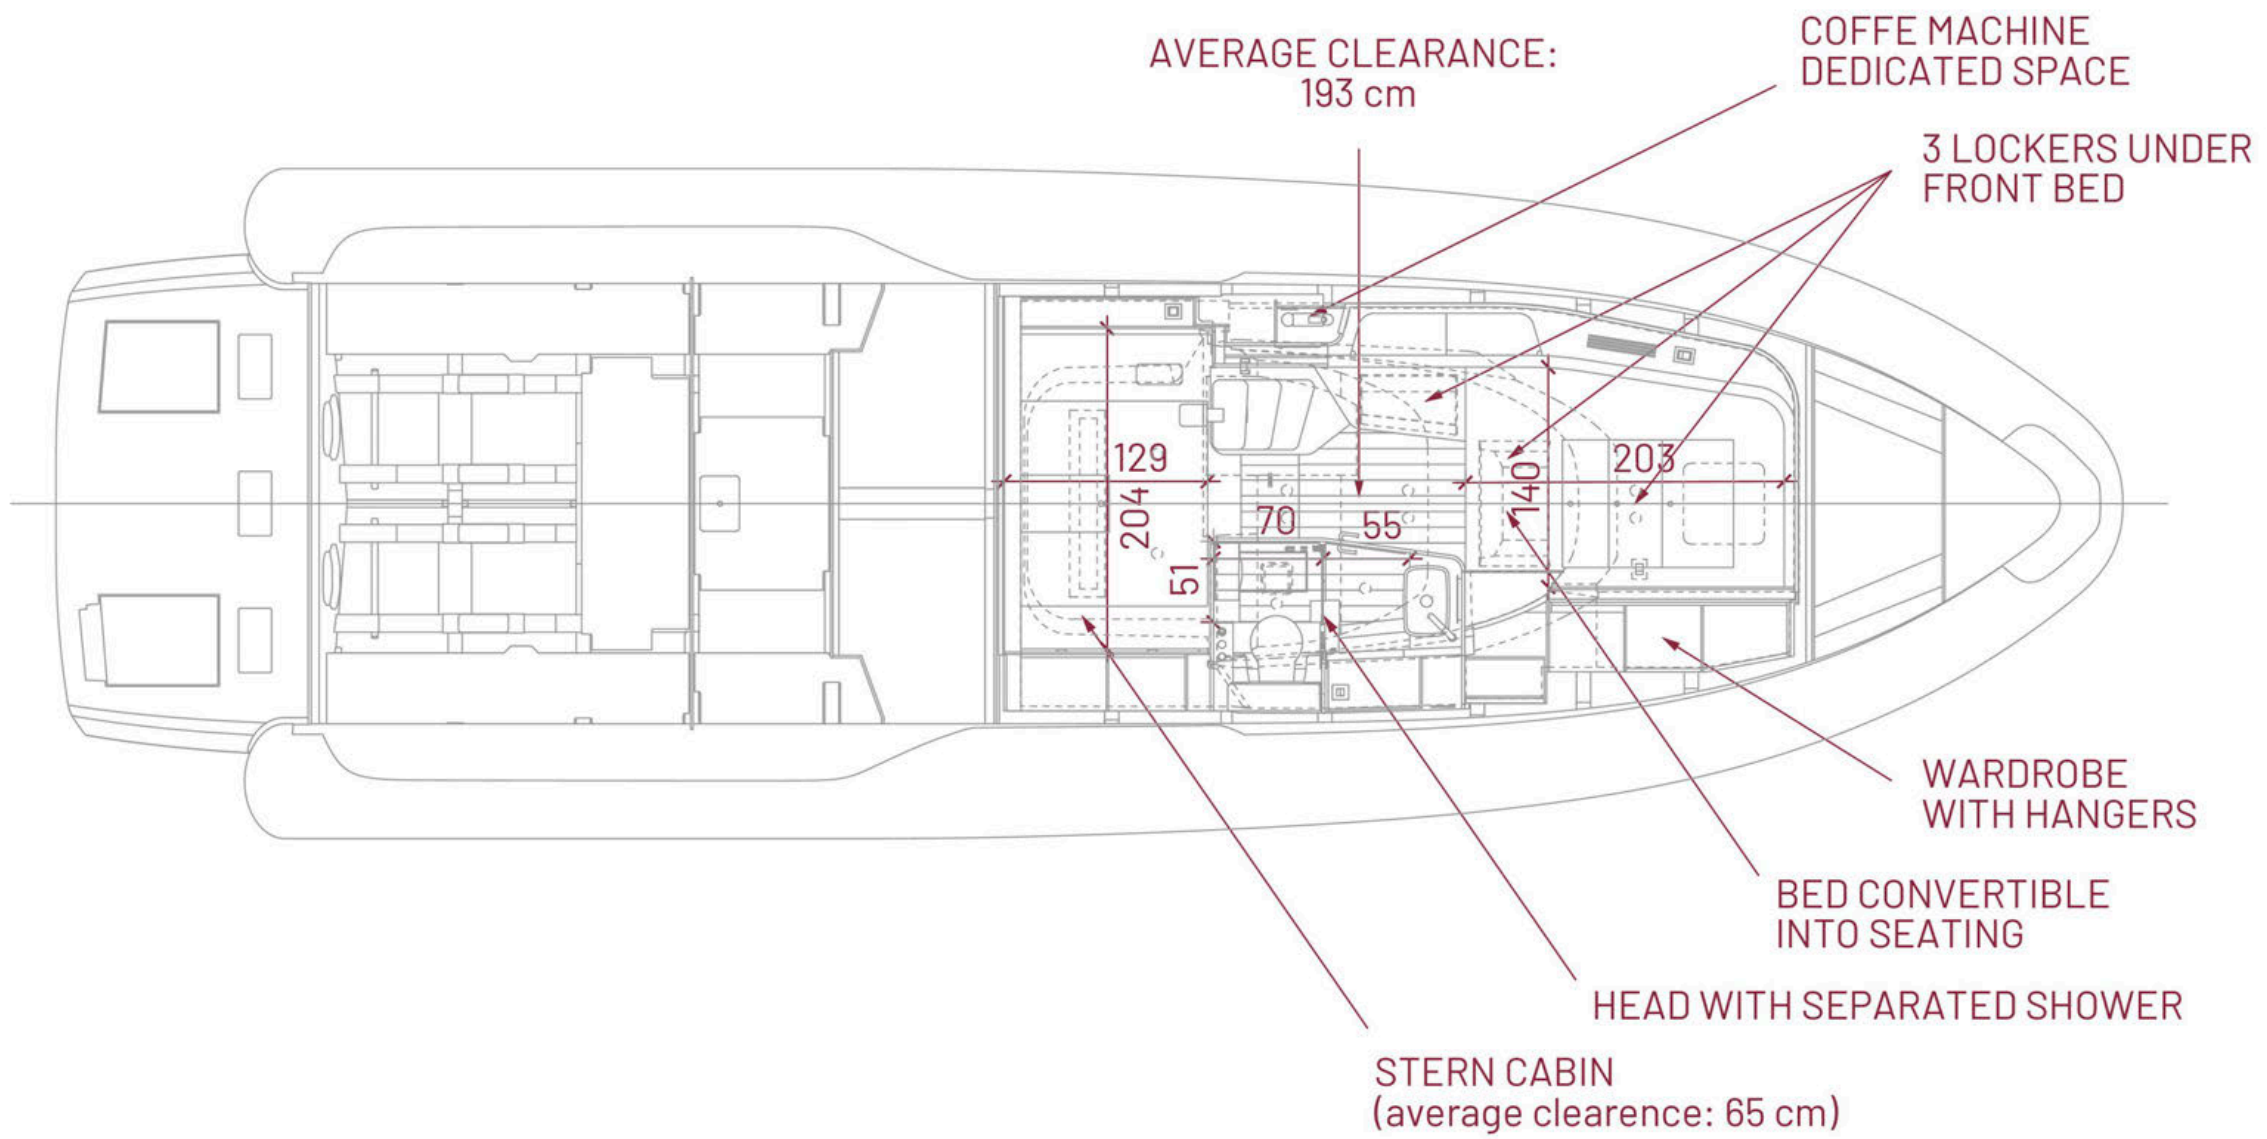 AVERAGE CLEARANCE:
193 cm
COFFE MACHINE
DEDICATED SPACE
3 LOCKERS UNDER
FRONT BED
129
204
203
140
70
55
51
WARDROBE
WITH HANGERS
BED CONVERTIBLE
INTO SEATING
HEAD WITH SEPARATED SHOWER
STERN CABIN
(average clearence: 65 cm)